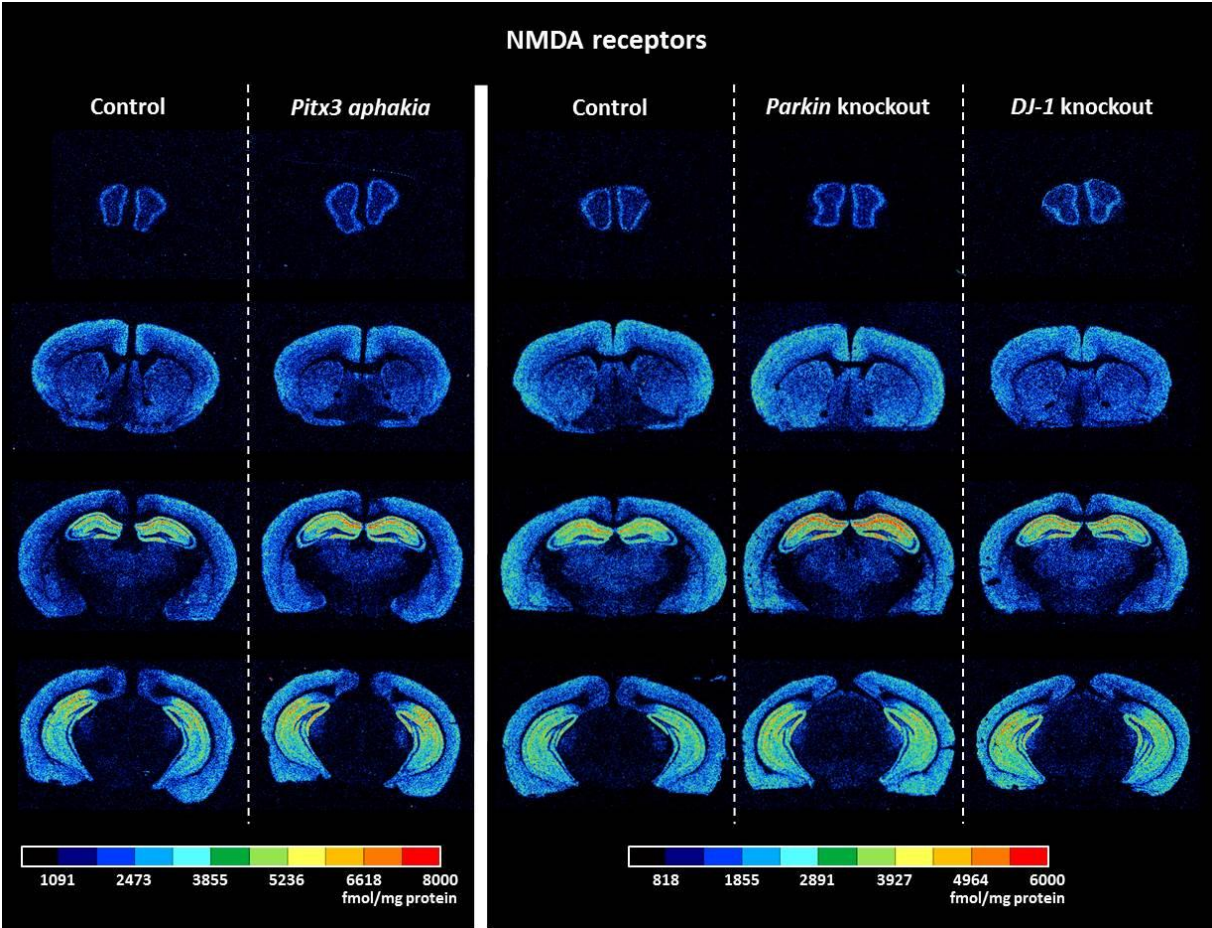 NMDA receptors
Control
Pitx3 aphakia
Control
Parkin knockout
DJ-1 knockout
1091 2473 3855 5236 6618 8000
fmol/mg protein
818 1855 2891 3927 4964 6000
fmol/mg protein